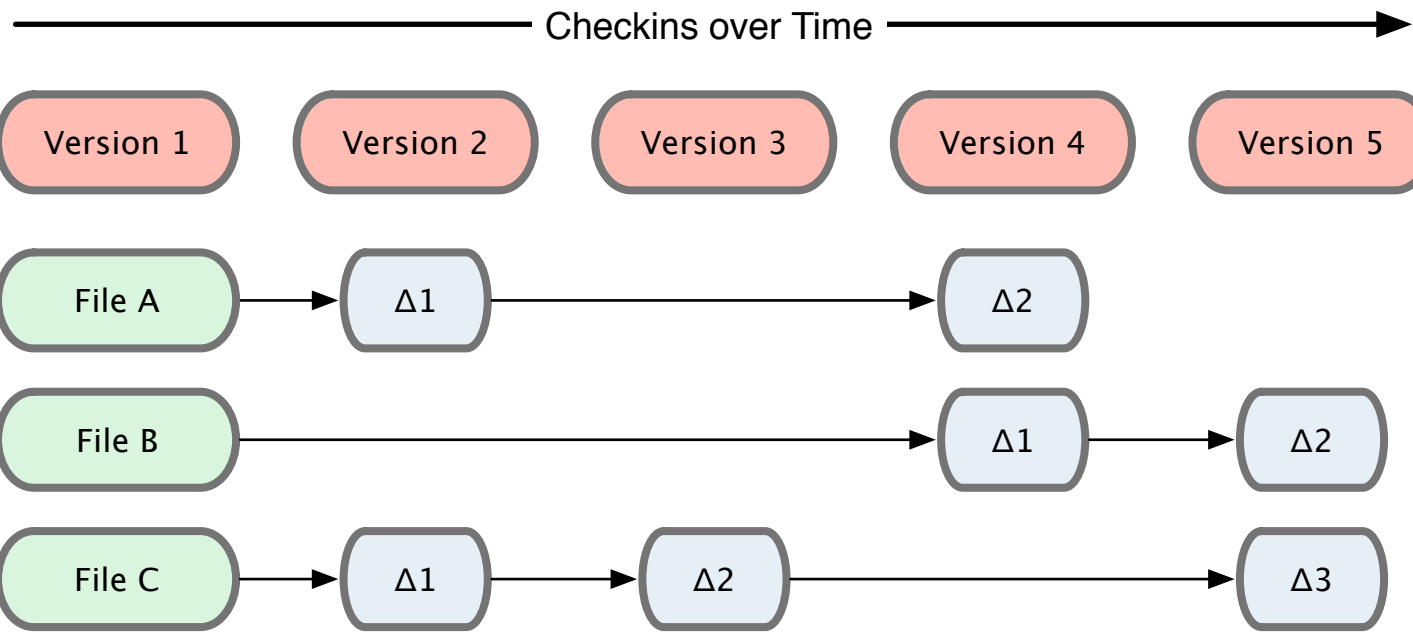 Checkins over Time
Version 1 Version 2 Version 3 Version 4 Version 5
File A Δ1 Δ2
File B Δ1 Δ2
File C Δ1 Δ2 Δ3